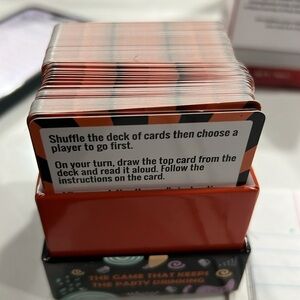 Shuffle the deck of cards then choose a
player to go first.
On your turn, draw the top card from the
deck and read it aloud. Follow the
instructions on the card.
THE GAME THAT KEEPS
THE PARTY DRINKING